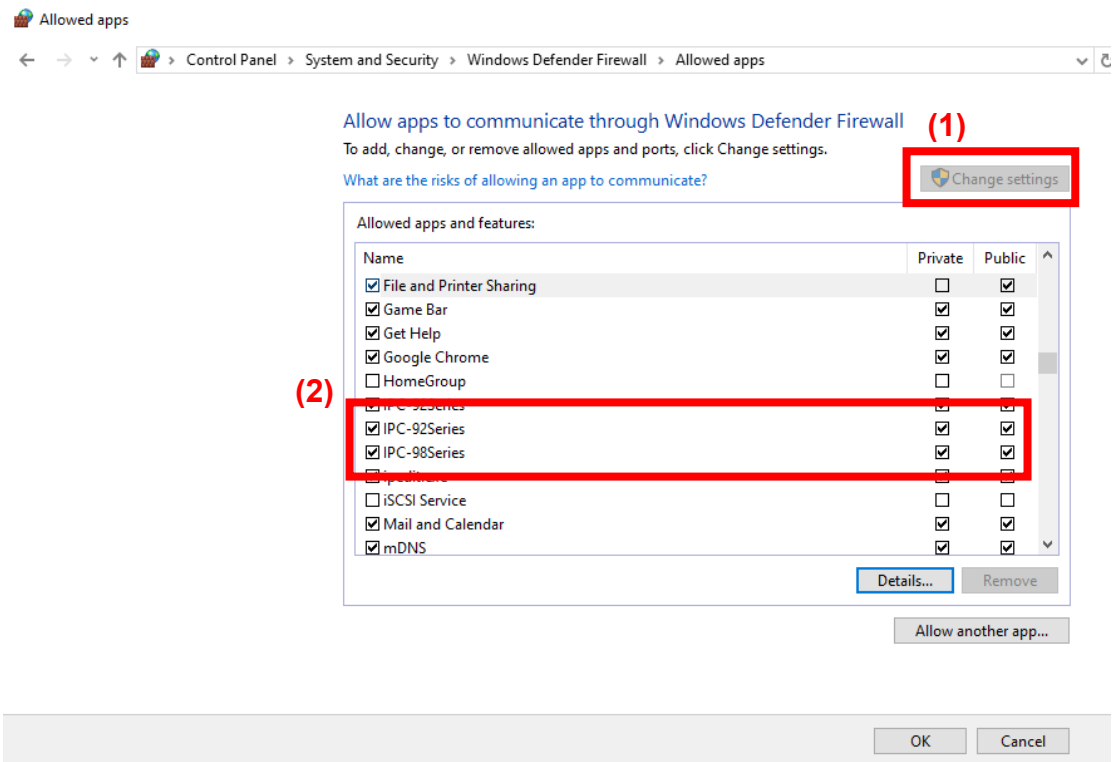 Allowed apps
Control Panel > System and Security > Windows Defender Firewall > Allowed apps
Allow apps to communicate through Windows Defender Firewall
(1)
To add, change, or remove allowed apps and ports, click Change settings.
What are the risks of allowing an app to communicate?
Change settings
Allowed apps and features:
Name Private Public
File and Printer Sharing
Game Bar
Get Help
Google Chrome
HomeGroup
(2)
IPC-92Series
IPC-92Series
IPC-98Series
iSCSI Service
Mail and Calendar
mDNS
Details... Remove
Allow another app...
OK Cancel